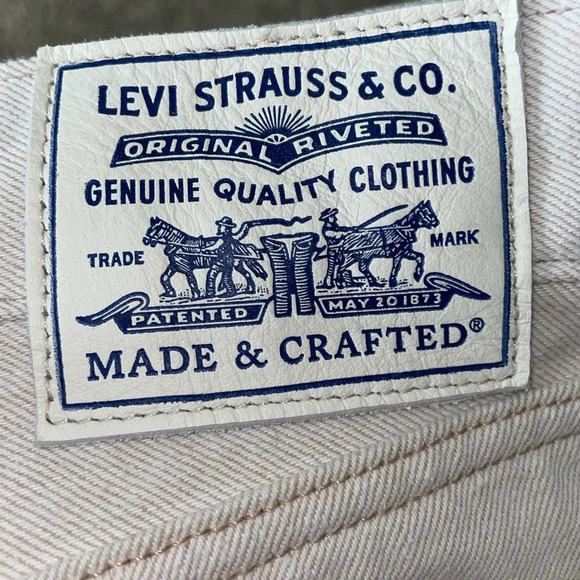 LEVI STRAUSS & CO.
ORIGINAL RIVETED
GENUINE QUALITY CLOTHING
TRADE MARK
PATENTED MAY 20 1873
MADE & CRAFTED®